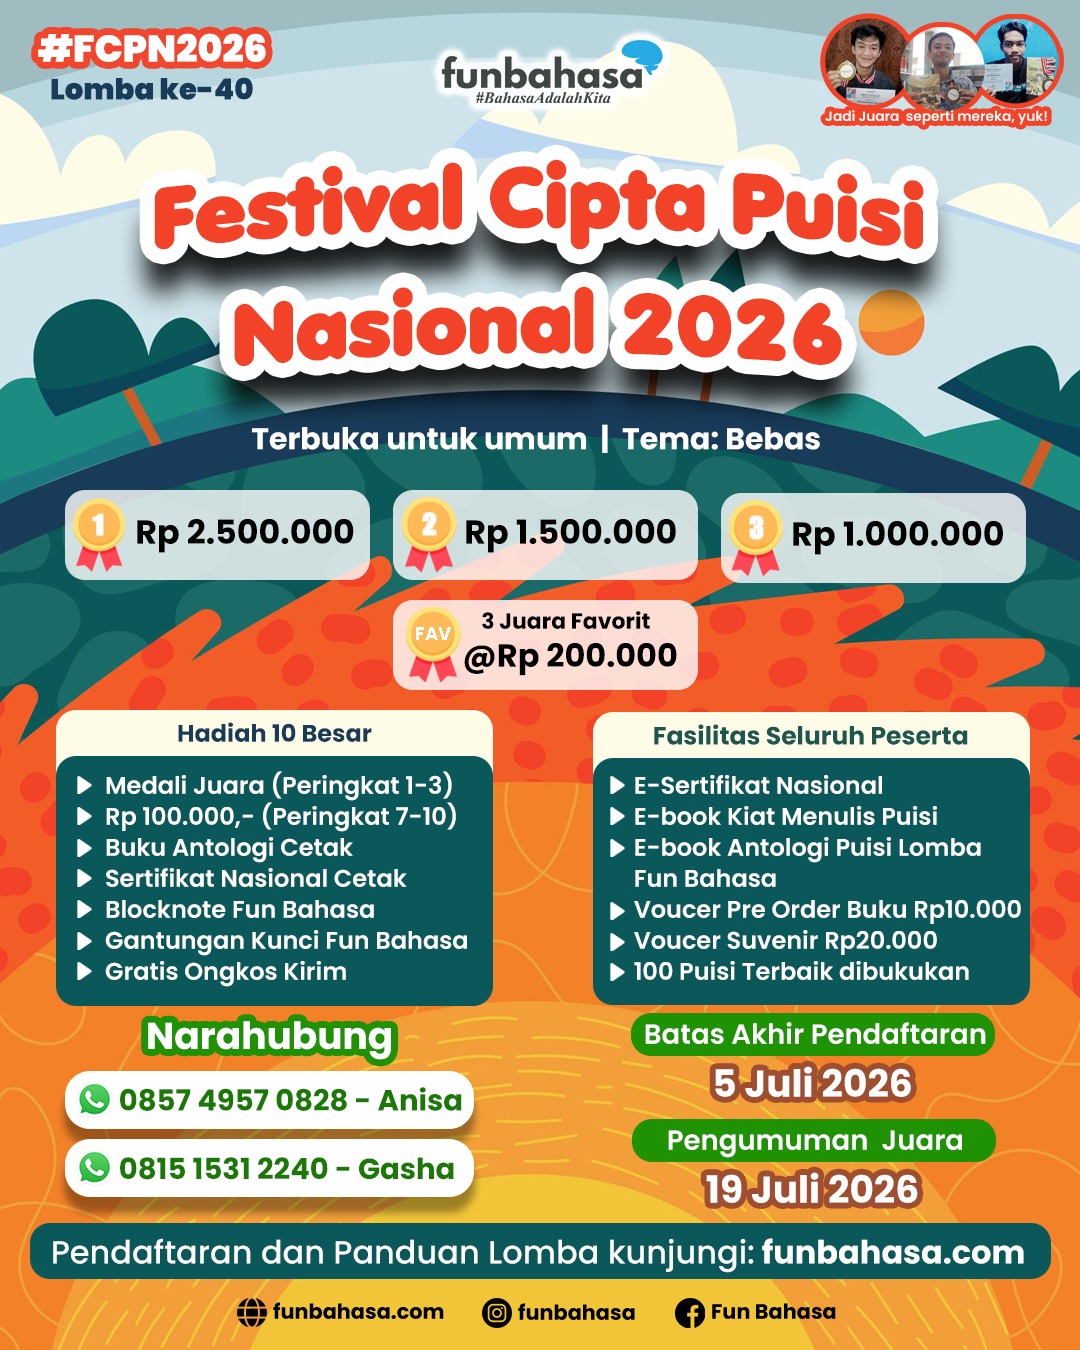 #FCPN2026
Lomba ke-40
funbahasa
#BahasaAdalahKita
Jadi Juara seperti mereka, yuk!
Festival Cipta Puisi
Nasional 2026
Terbuka untuk umum | Tema: Bebas
1 Rp 2.500.000
2 Rp 1.500.000
3 Rp 1.000.000
FAV 3 Juara Favorit
@Rp 200.000
Hadiah 10 Besar
Medali Juara (Peringkat 1-3)
Rp 100.000,- (Peringkat 7-10)
Buku Antologi Cetak
Sertifikat Nasional Cetak
Blocknote Fun Bahasa
Gantungan Kunci Fun Bahasa
Gratis Ongkos Kirim
Fasilitas Seluruh Peserta
E-Sertifikat Nasional
E-book Kiat Menulis Puisi
E-book Antologi Puisi Lomba
Fun Bahasa
Voucer Pre Order Buku Rp10.000
Voucer Suvenir Rp20.000
100 Puisi Terbaik dibukukan
Narahubung
0857 4957 0828 - Anisa
0815 1531 2240 - Gasha
Batas Akhir Pendaftaran
5 Juli 2026
Pengumuman Juara
19 Juli 2026
Pendaftaran dan Panduan Lomba kunjungi: funbahasa.com
funbahasa.com
funbahasa
Fun Bahasa